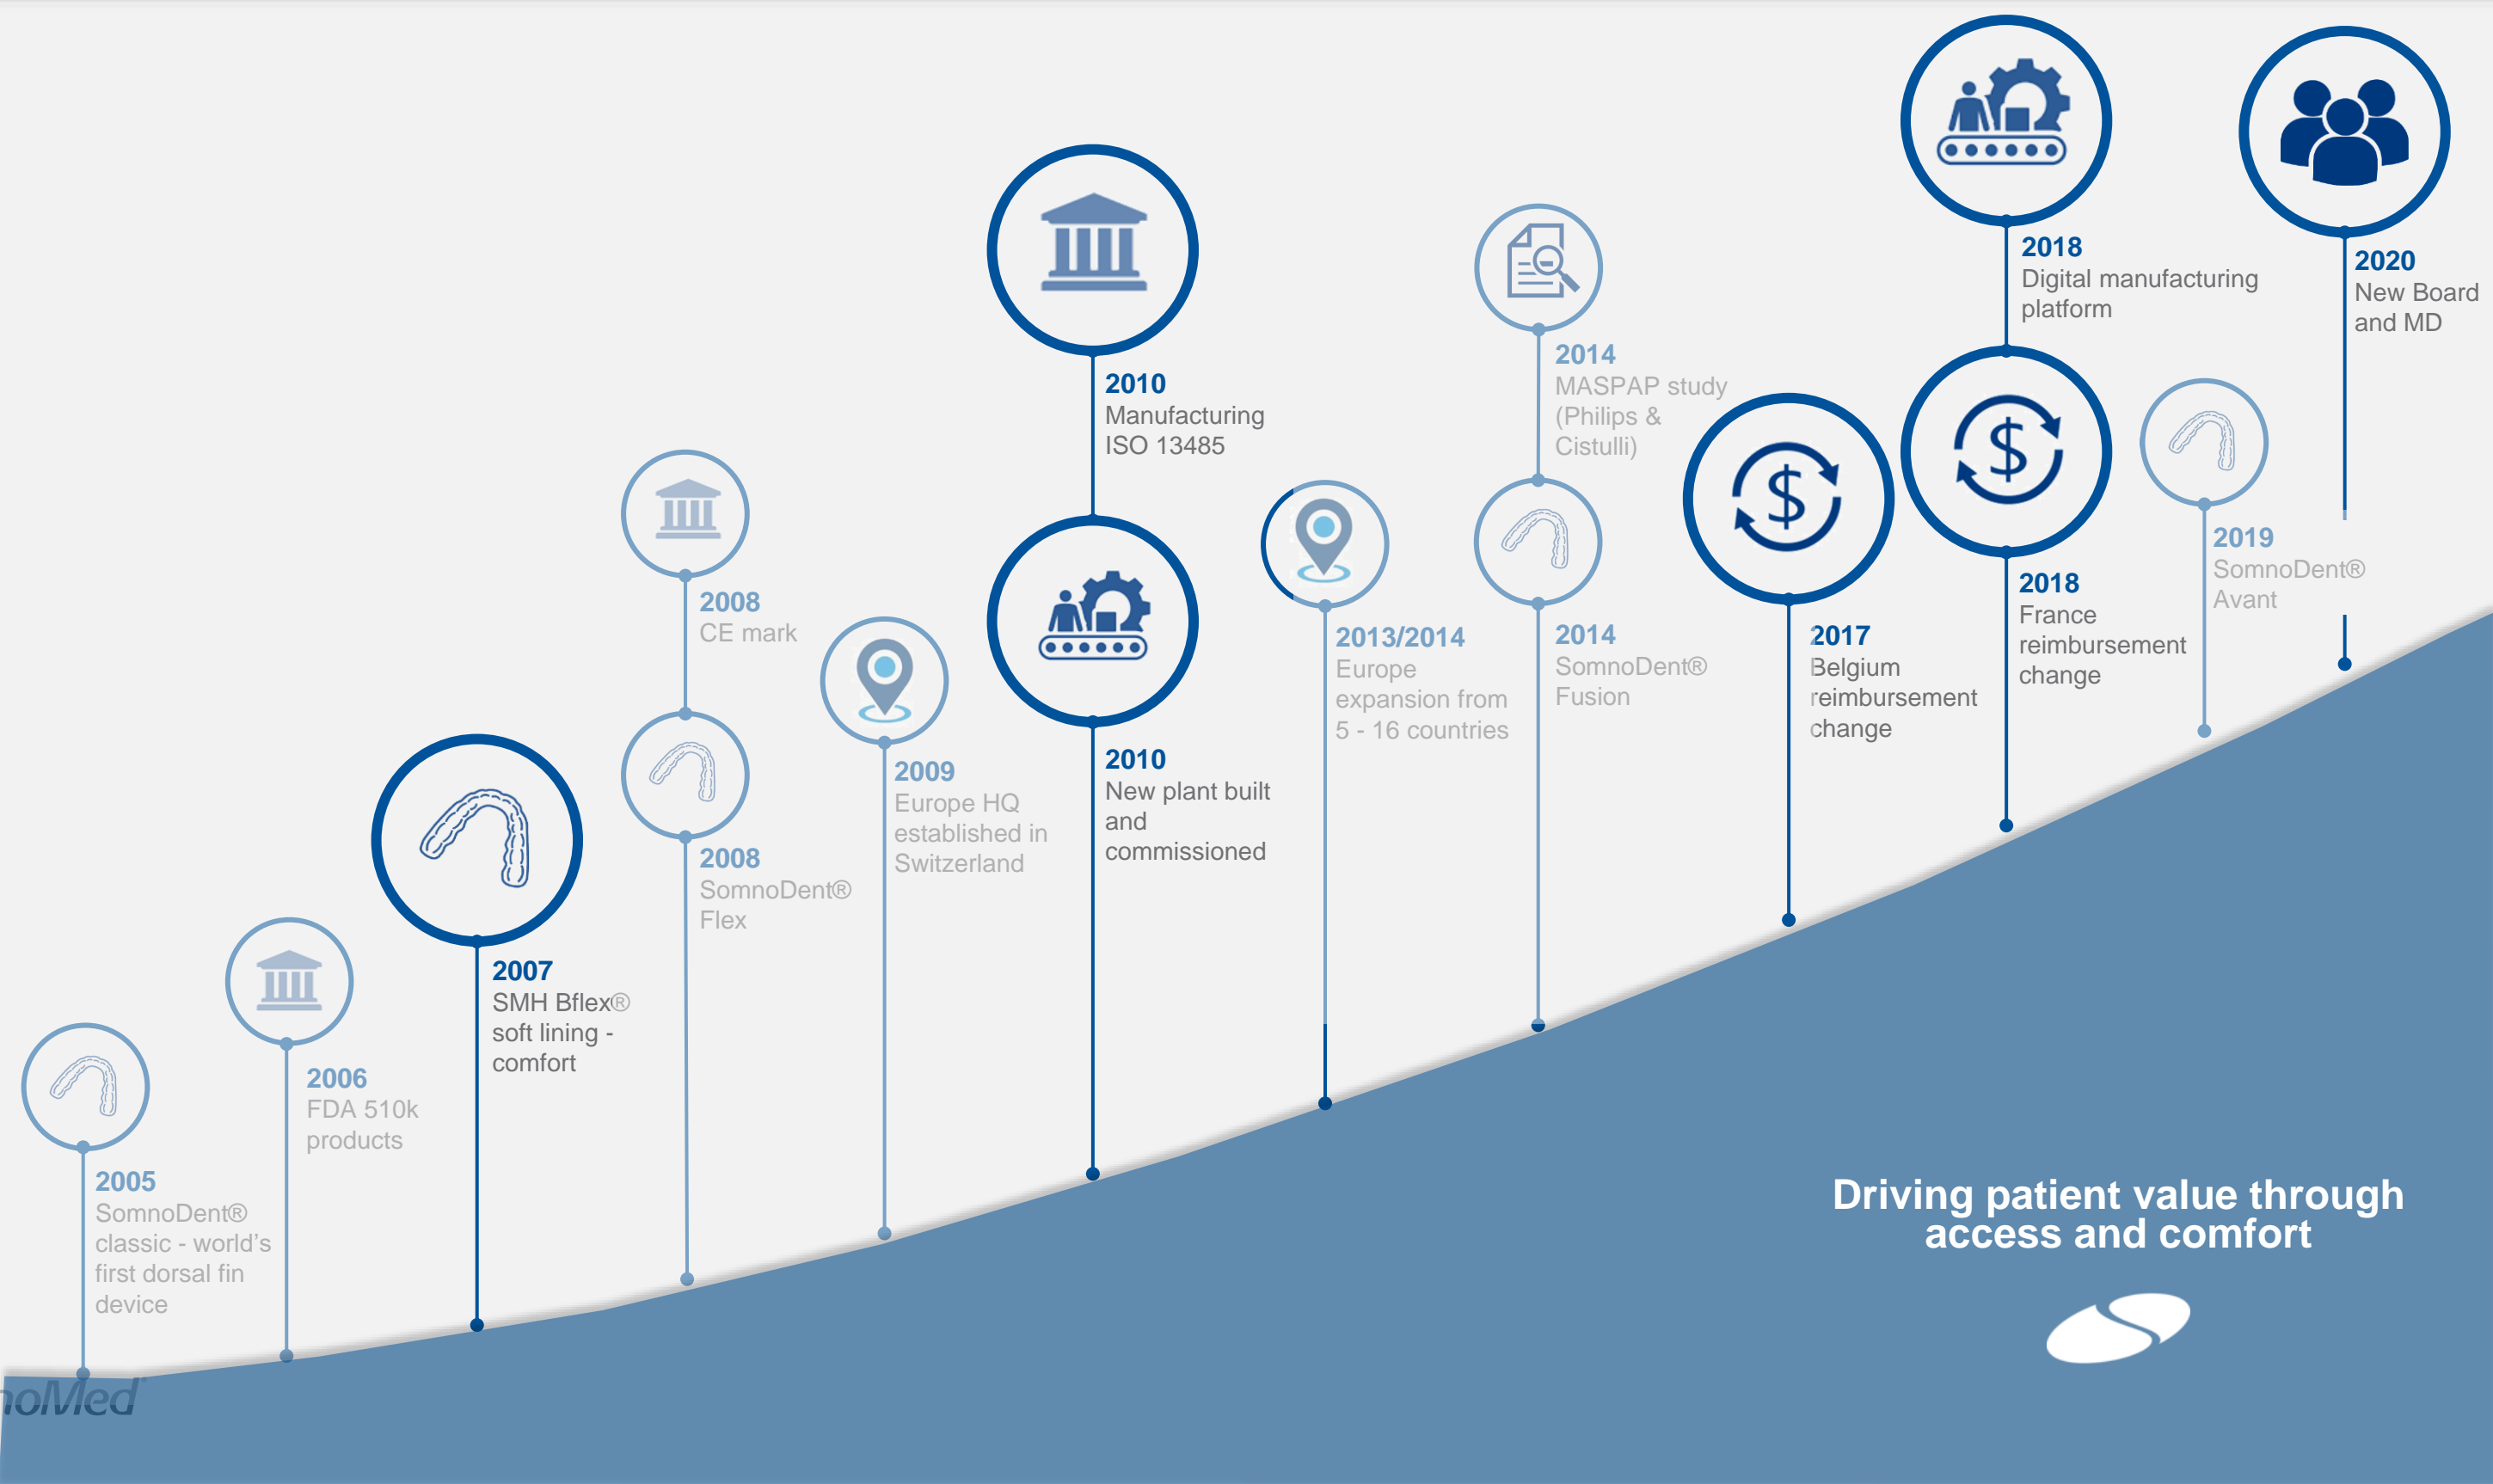 2005
SomnoDent®
classic - world's
first dorsal fin
device
2006
FDA 510k
products
2007
SMH Bflex®
soft lining -
comfort
2008
CE mark
2008
SomnoDent®
Flex
2009
Europe HQ
established in
Switzerland
2010
Manufacturing
ISO 13485
2010
New plant built
and
commissioned
2013/2014
Europe
expansion from
5 - 16 countries
2014
MASPAP study
(Philips &
Cistulli)
2014
SomnoDent®
Fusion
2017
Belgium
reimbursement
change
2018
Digital manufacturing
platform
2018
France
reimbursement
change
2019
SomnoDent®
Avant
2020
New Board
and MD
Driving patient value through
access and comfort
noMed